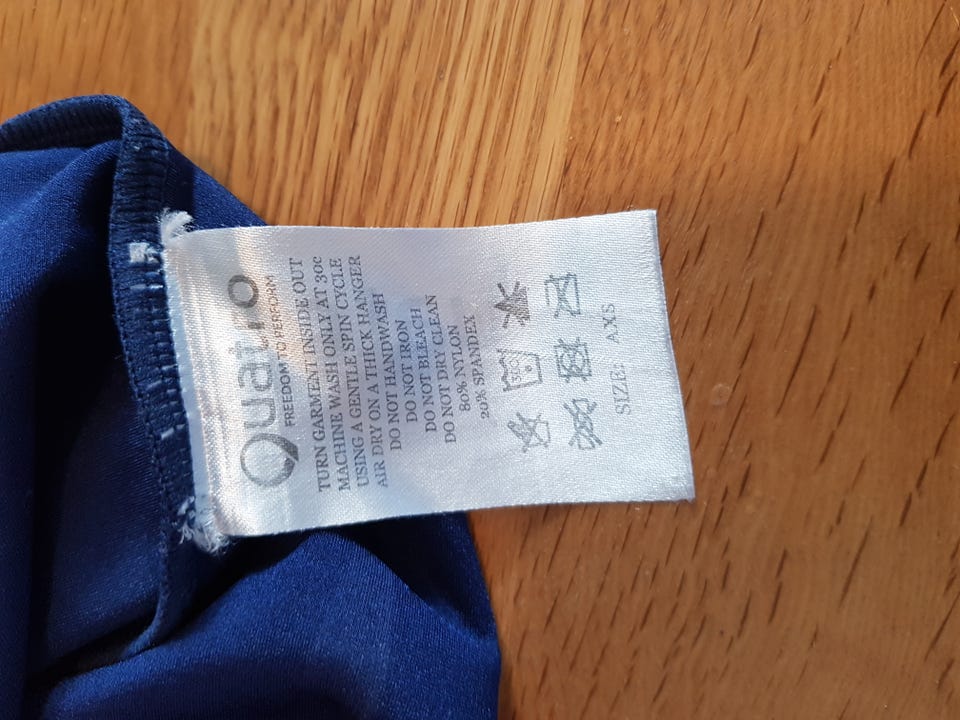 Quatro
FREEDOM TO PERFORM
TURN GARMENT INSIDE OUT
MACHINE WASH ONLY AT 30c
USING A GENTLE SPIN CYCLE
AIR DRY ON A THICK HANGER
DO NOT HANDWASH
DO NOT IRON
DO NOT BLEACH
DO NOT DRY CLEAN
80% NYLON
20% SPANDEX
30c
SIZE: AXS